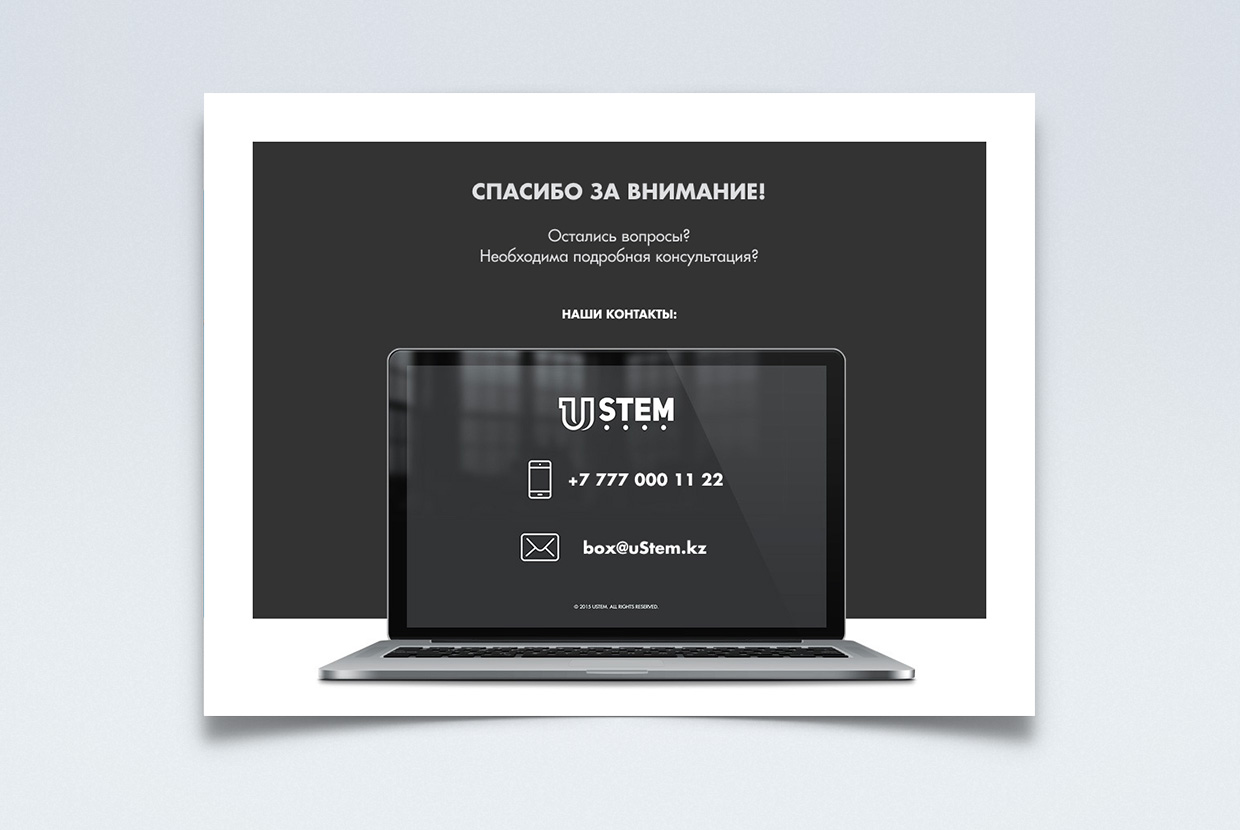 СПАСИБО ЗА ВНИМАНИЕ!
Остались вопросы?
Необходима подробная консультация?
НАШИ КОНТАКТЫ:
USTEM
+7 777 000 11 22
box@uStem.kz
© 2015 USTEM. ALL RIGHTS RESERVED.